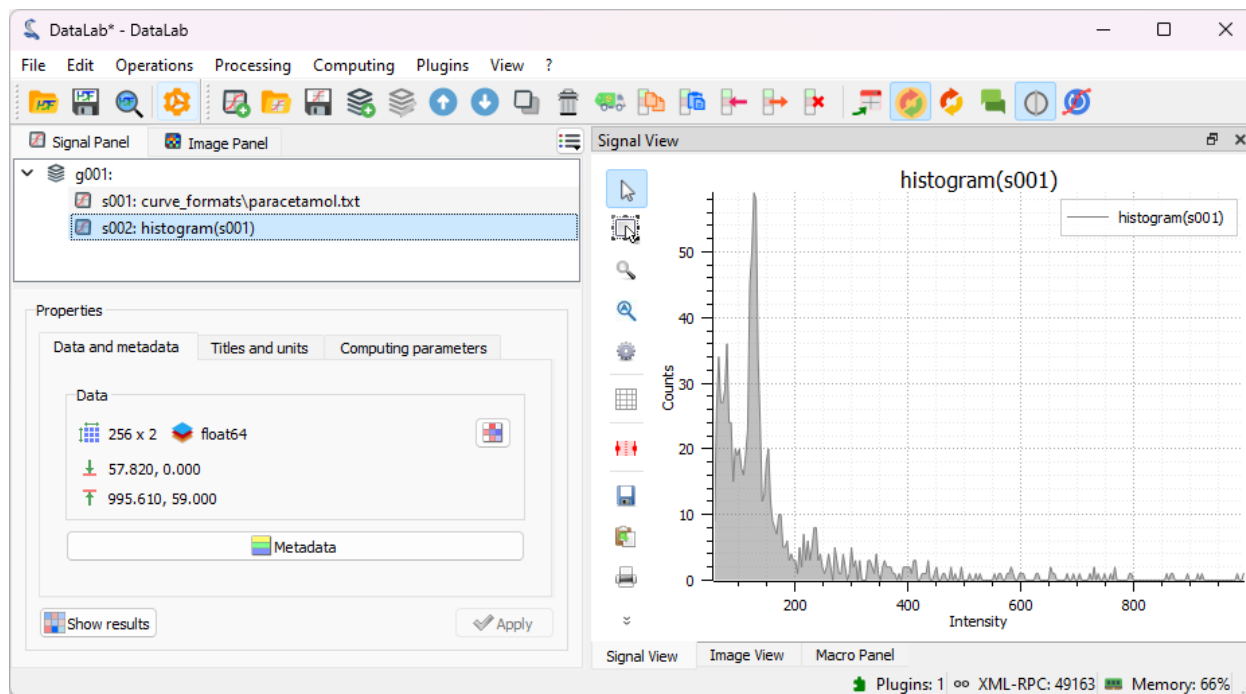 DataLab* - DataLab
File Edit Operations Processing Computing Plugins View ?
Signal Panel Image Panel
g001:
s001: curve_formats\paracetamol.txt
s002: histogram(s001)
Properties
Data and metadata Titles and units Computing parameters
Data
256 x 2 float64
57.820, 0.000
995.610, 59.000
Metadata
Show results Apply
Signal View
histogram(s001)
histogram(s001)
50
40
30
20
10
0
Counts
200 400 600 800
Intensity
Signal View Image View Macro Panel
Plugins: 1 XML-RPC: 49163 Memory: 66%